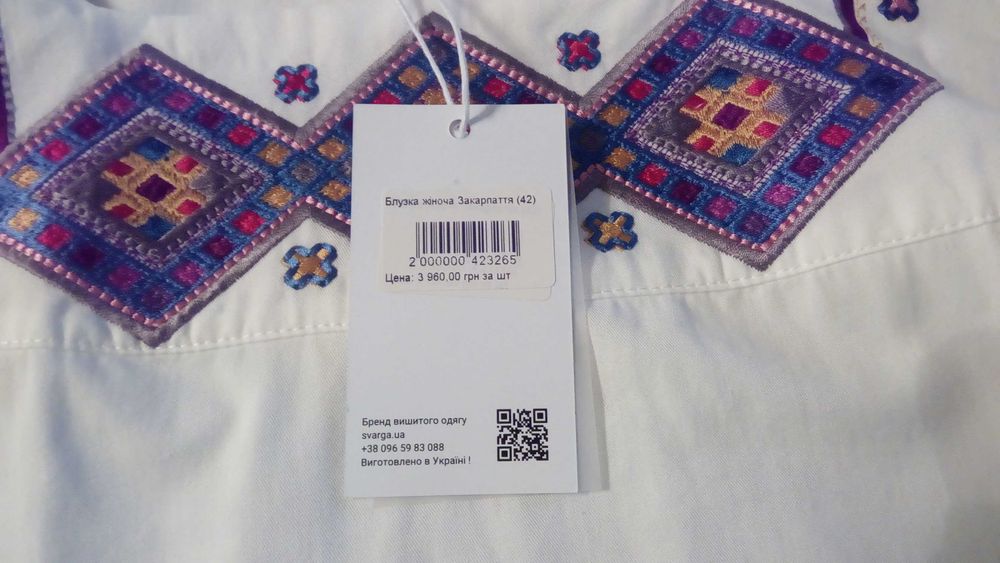 Блузка жіноча Закарпаття (42)
2 000000 423265
Цена: 3 960,00 грн за шт
Бренд вишитого одягу
svarga.ua
+38 096 59 83 088
Виготовлено в Україні !